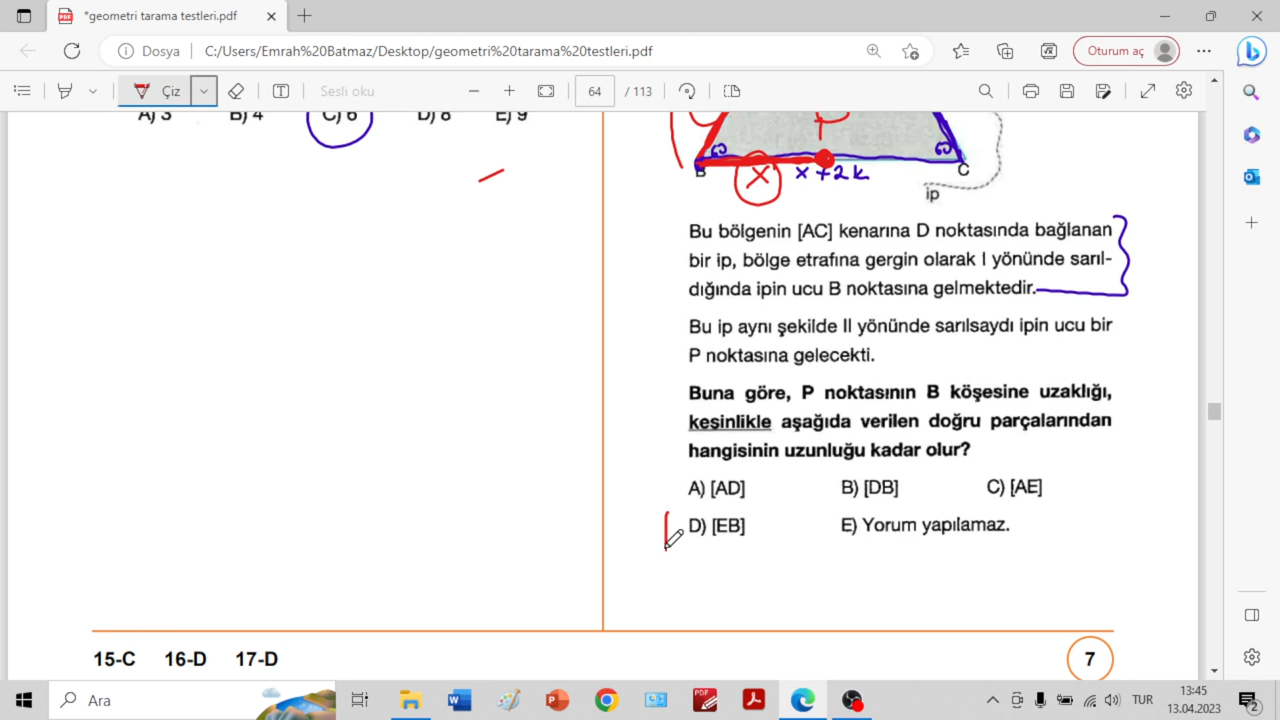 *geometri tarama testleri.pdf
Dosya C:/Users/Emrah%20Batmaz/Desktop/geometri%20tarama%20testleri.pdf
Oturum aç
Çiz
Sesli oku
64 / 113
A) 3 B) 4 C) 6 D) 8 E) 9
B x x + 2k C
ip
Bu bölgenin [AC] kenarına D noktasında bağlanan
bir ip, bölge etrafına gergin olarak I yönünde sarıl-
dığında ipin ucu B noktasına gelmektedir.
Bu ip aynı şekilde II yönünde sarılsaydı ipin ucu bir
P noktasına gelecekti.
Buna göre, P noktasının B köşesine uzaklığı,
kesinlikle aşağıda verilen doğru parçalarından
hangisinin uzunluğu kadar olur?
A) [AD] B) [DB] C) [AE]
D) [EB] E) Yorum yapılamaz.
15-C 16-D 17-D
7
Ara
TUR
13:45
13.04.2023
2